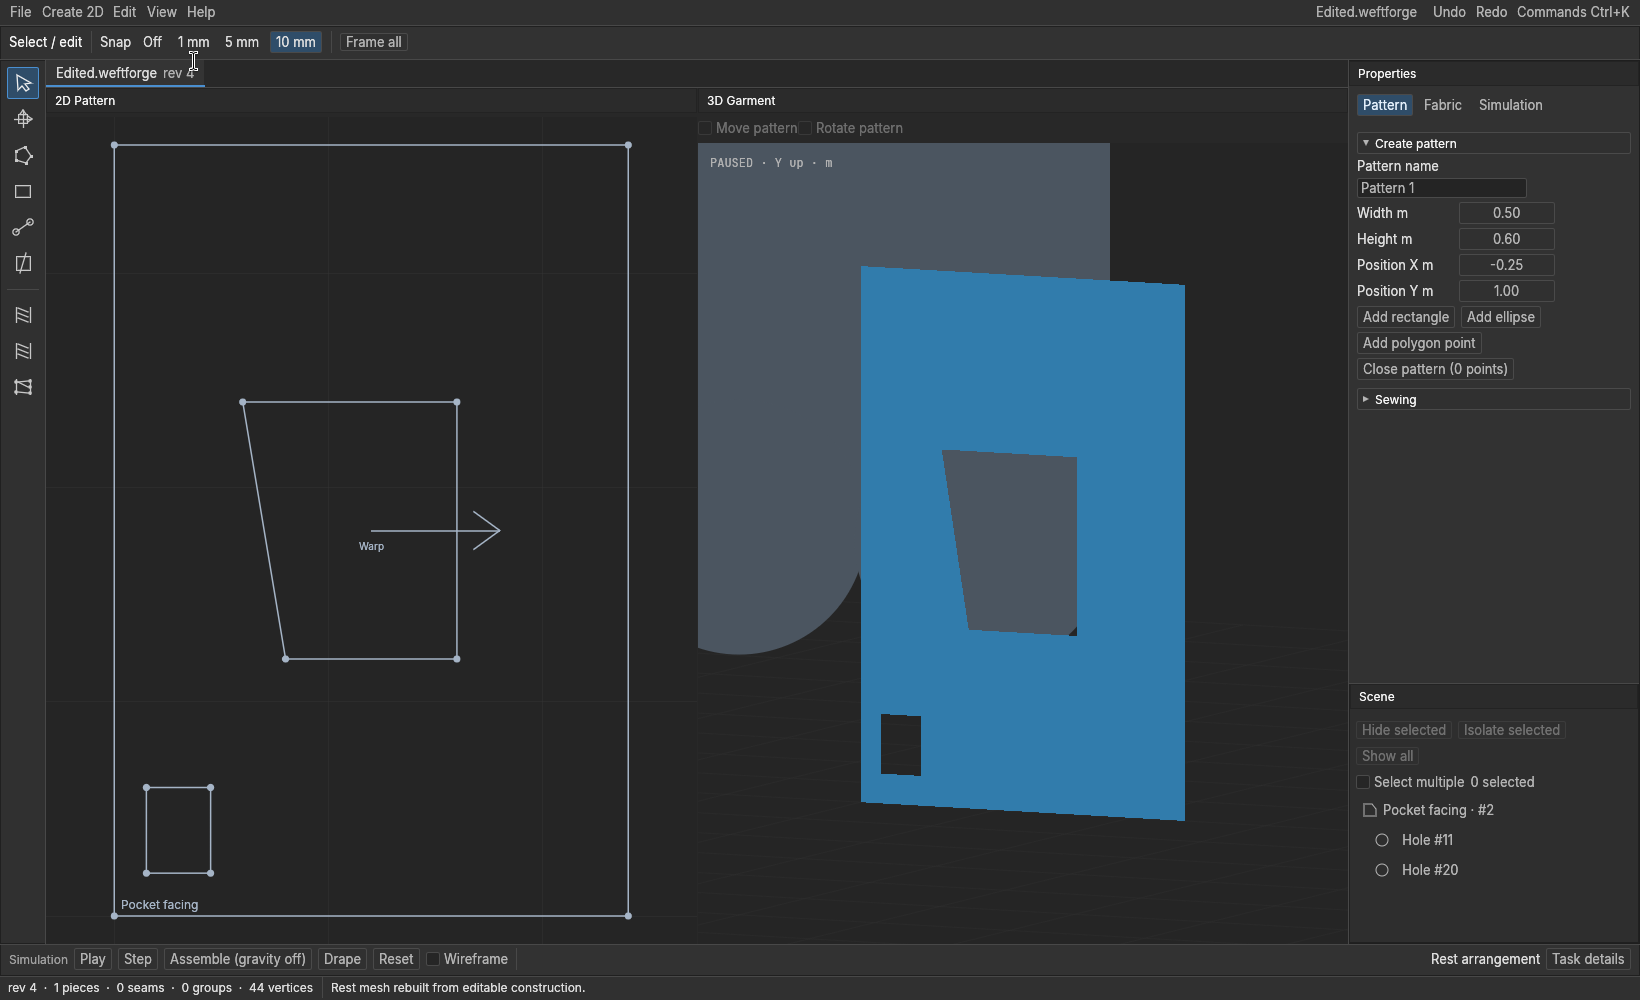 File Create 2D Edit View Help Edited.weftforge Undo Redo Commands Ctrl+K
Select / edit Snap Off 1 mm 5 mm 10 mm Frame all
Edited.weftforge rev 4
2D Pattern
Warp
Pocket facing
3D Garment
Move pattern Rotate pattern
PAUSED · Y up · m
Properties
Pattern Fabric Simulation
Create pattern
Pattern name
Pattern 1
Width m 0.50
Height m 0.60
Position X m -0.25
Position Y m 1.00
Add rectangle Add ellipse
Add polygon point
Close pattern (0 points)
Sewing
Scene
Hide selected Isolate selected
Show all
Select multiple 0 selected
Pocket facing · #2
Hole #11
Hole #20
Simulation Play Step Assemble (gravity off) Drape Reset Wireframe Rest arrangement Task details
rev 4 · 1 pieces · 0 seams · 0 groups · 44 vertices Rest mesh rebuilt from editable construction.